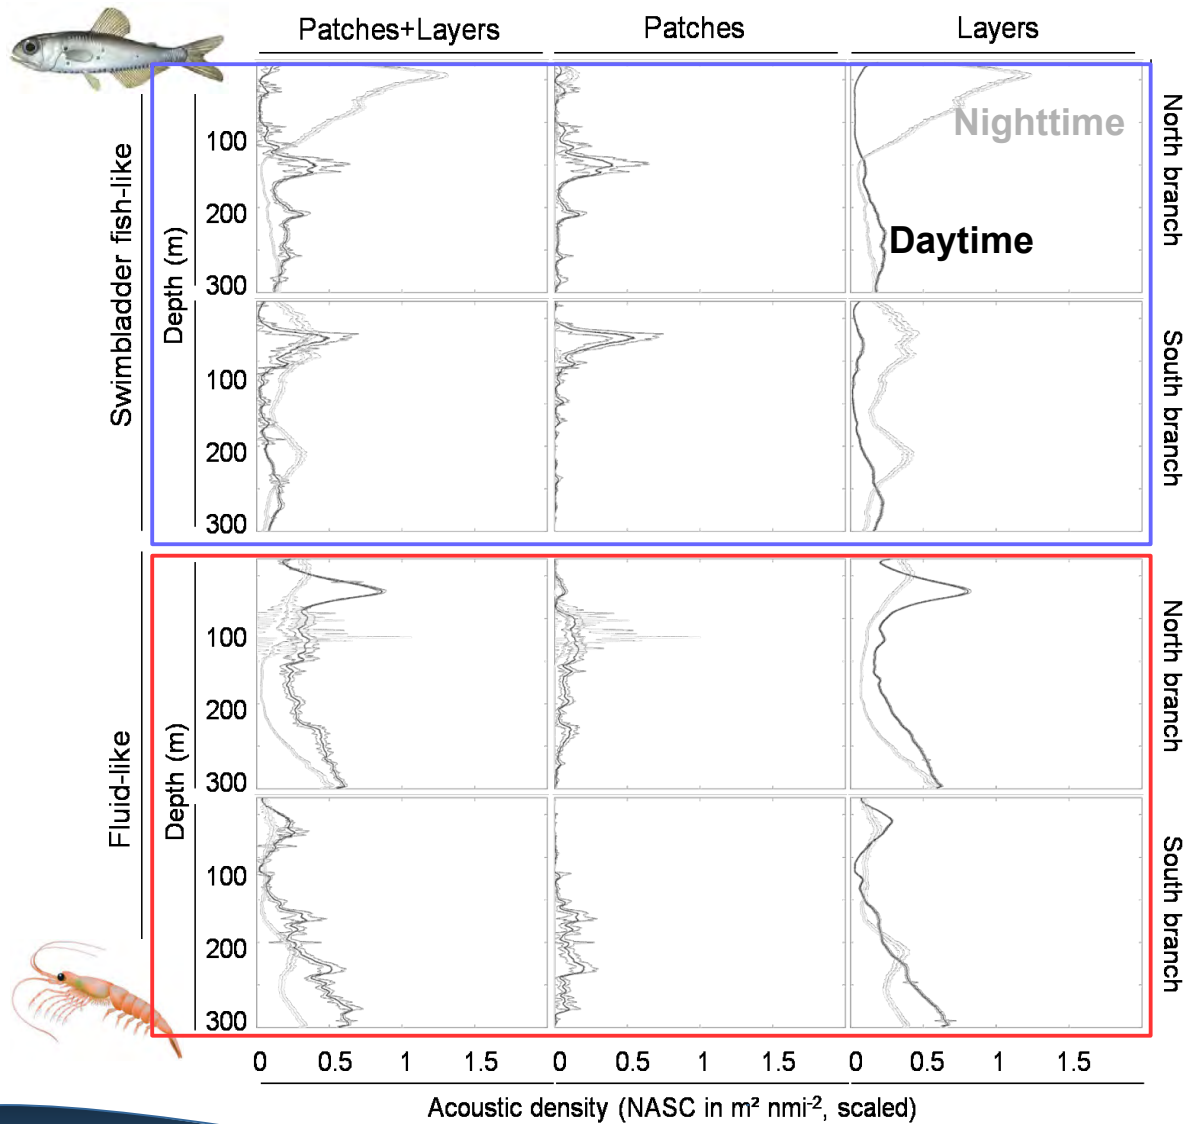 Patches+Layers Patches Layers
Swimbladder fish-like
Depth (m)
100
200
300
Nighttime
Daytime
North branch
100
200
300
South branch
Fluid-like
Depth (m)
100
200
300
North branch
100
200
300
South branch
0 0.5 1 1.5 0 0.5 1 1.5 0 0.5 1 1.5
Acoustic density (NASC in m² nmi⁻², scaled)